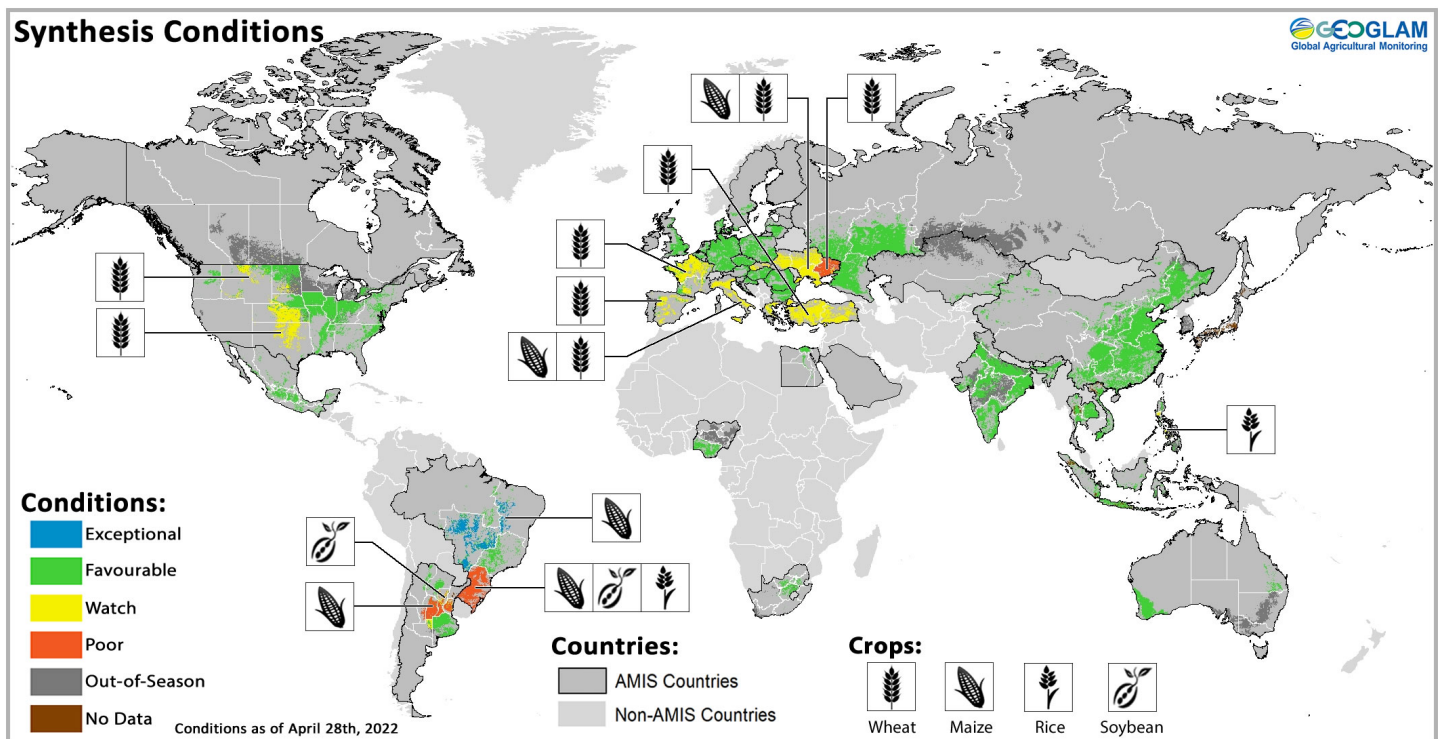 Synthesis Conditions
GEOGLAM
Global Agricultural Monitoring
Conditions:
Exceptional
Favourable
Watch
Poor
Out-of-Season
No Data
Conditions as of April 28th, 2022
Countries:
AMIS Countries
Non-AMIS Countries
Crops:
Wheat
Maize
Rice
Soybean